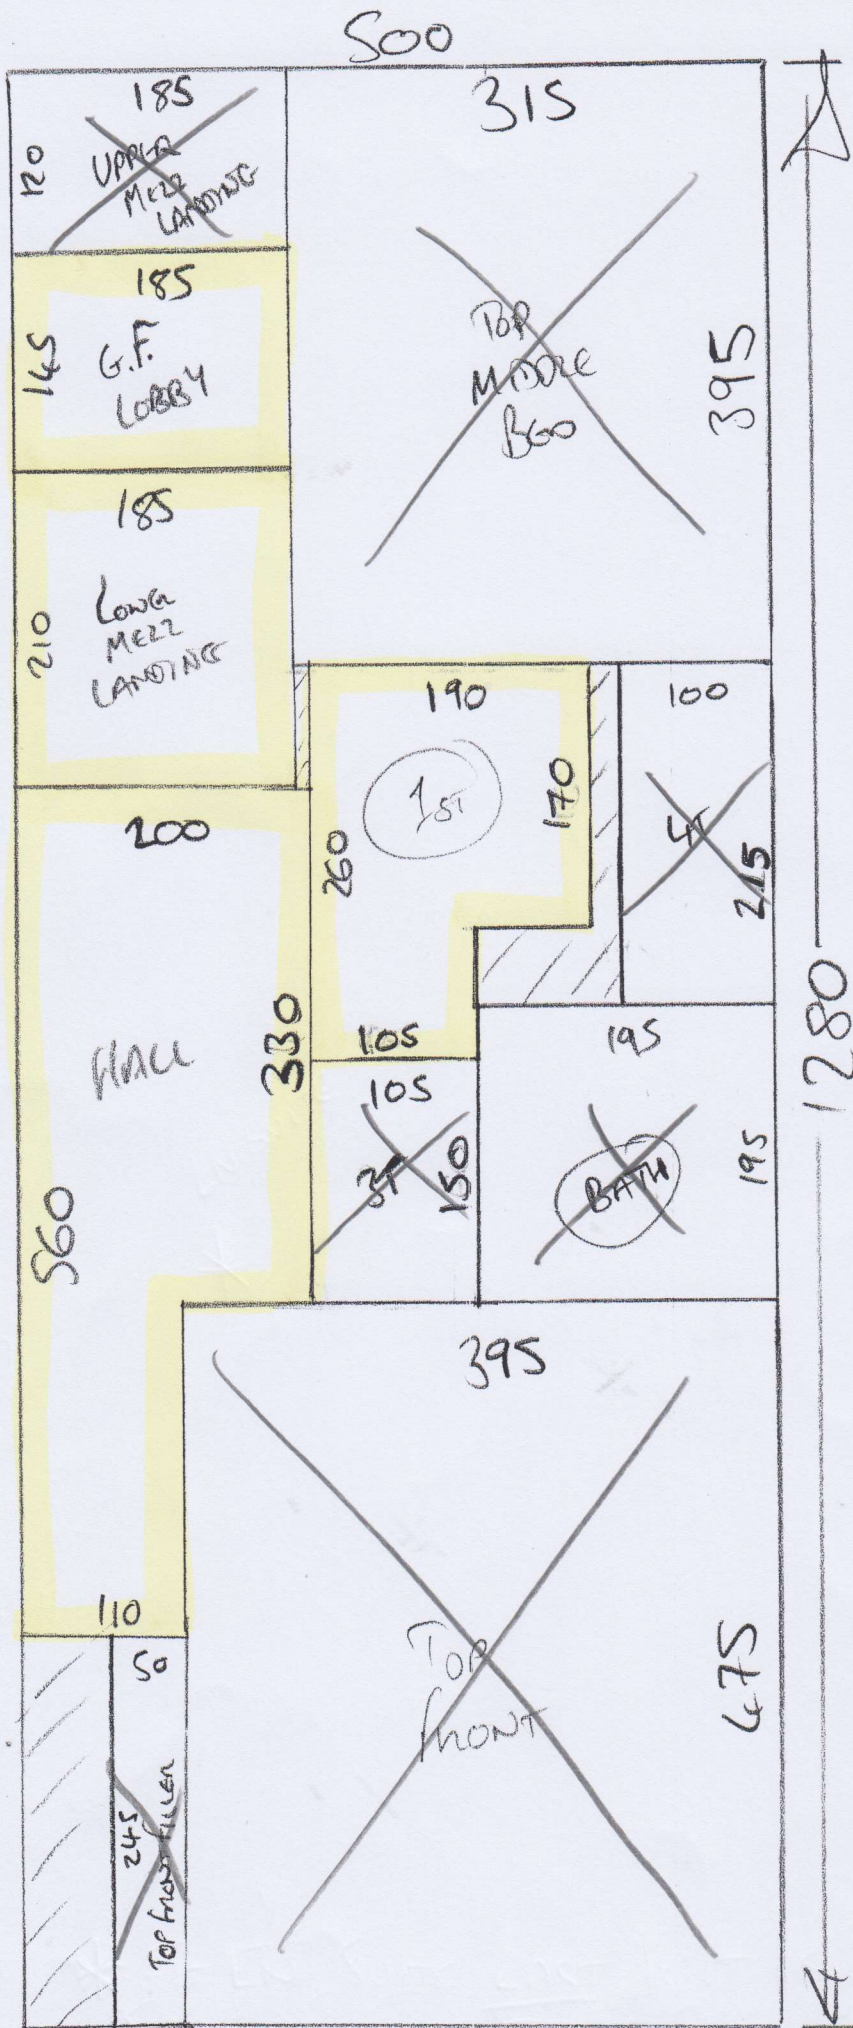 500
185
120
UPPER
MEZZ
LANDING
315
TOP
MIDDLE
BED
395
185
145
G.F.
LOBBY
185
210
LOWER
MEZZ
LANDING
190
1ST
170
260
105
100
4T
215
1280
200
HALL
330
560
110
105
3T
150
195
BATH
195
395
TOP
FRONT
475
50
245
TOP FRONT FILLER